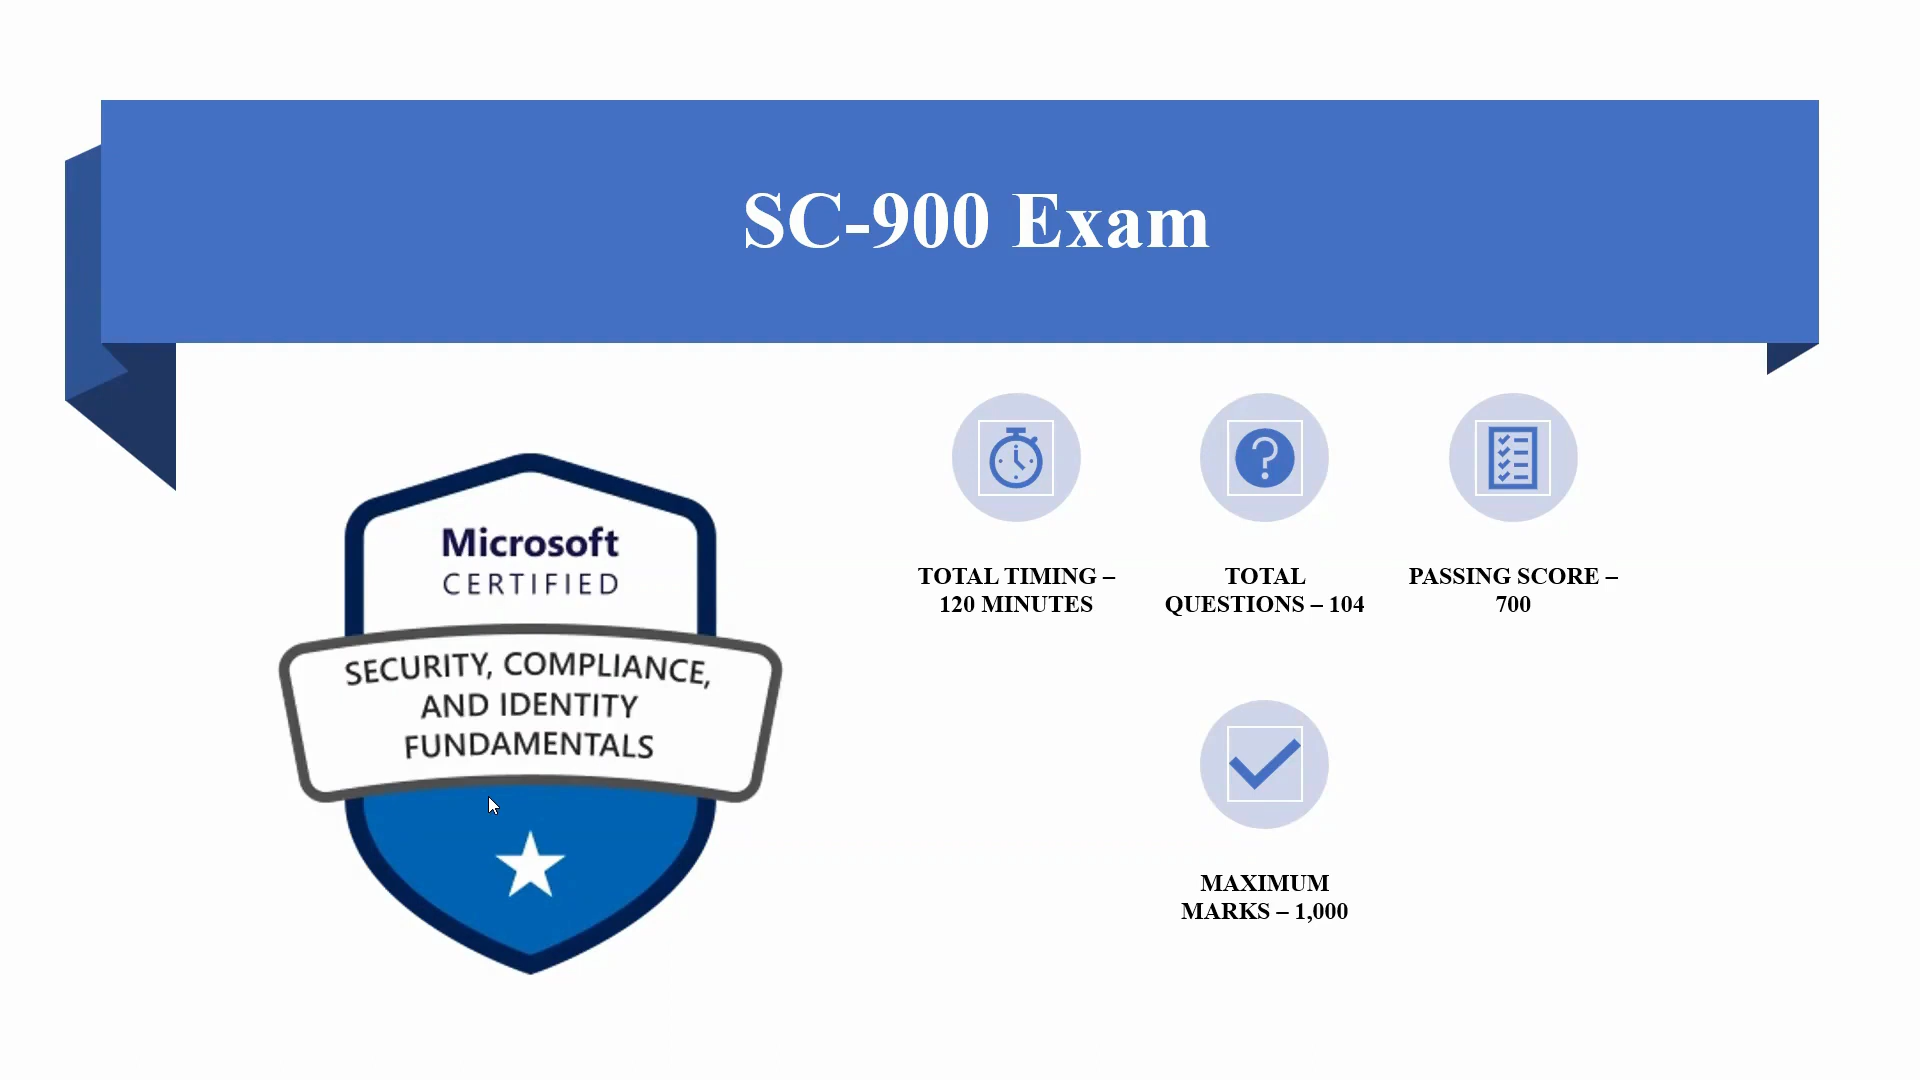 SC-900 Exam
Microsoft
CERTIFIED
SECURITY, COMPLIANCE,
AND IDENTITY
FUNDAMENTALS
TOTAL TIMING –
120 MINUTES
TOTAL
QUESTIONS – 104
PASSING SCORE –
700
MAXIMUM
MARKS – 1,000